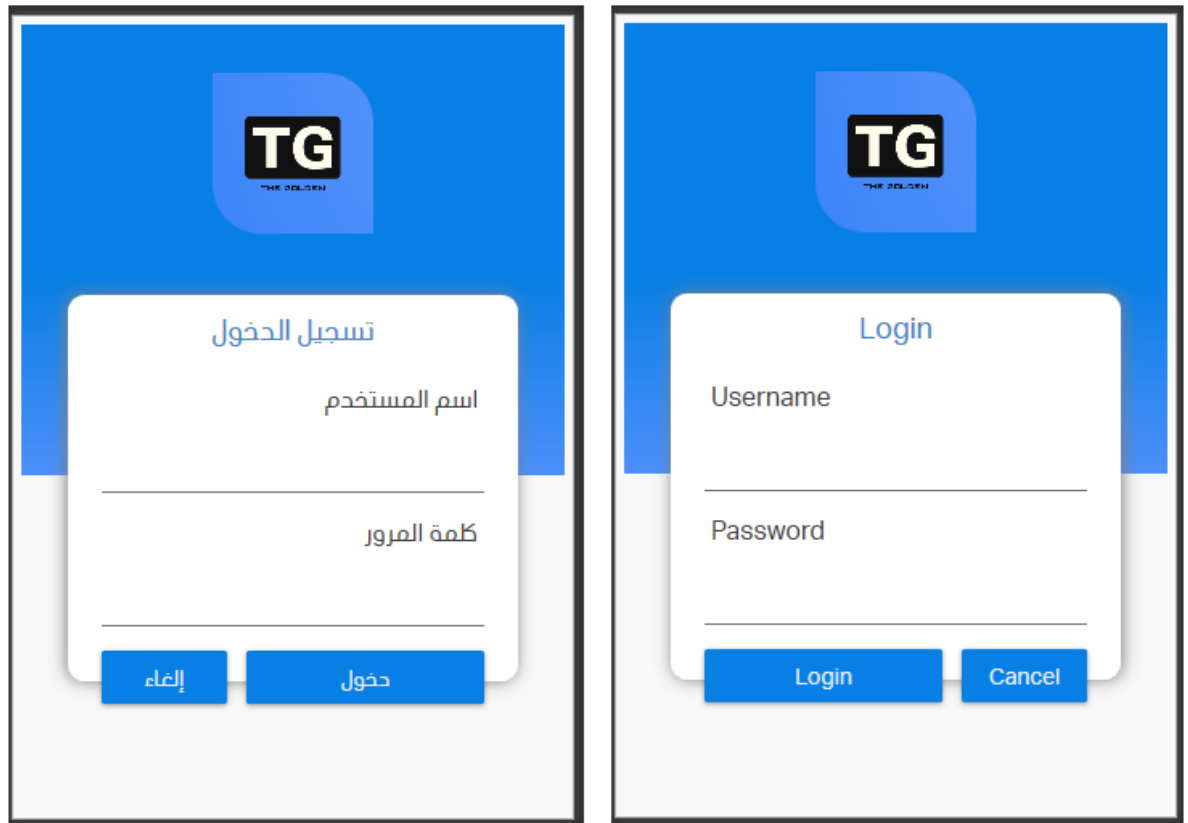 TG
تسجيل الدخول
اسم المستخدم
كلمة المرور
دخول إلغاء
TG
Login
Username
Password
Login Cancel